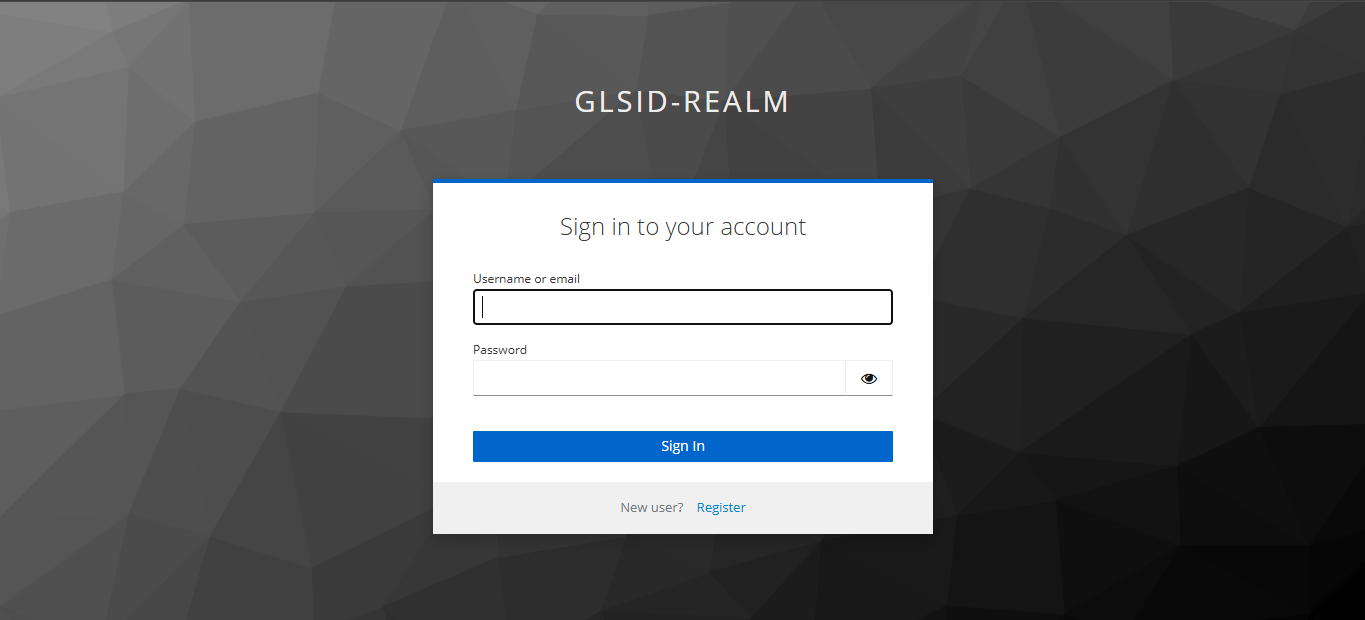 GLSID-REALM
Sign in to your account
Username or email
Password
Sign In
New user? Register